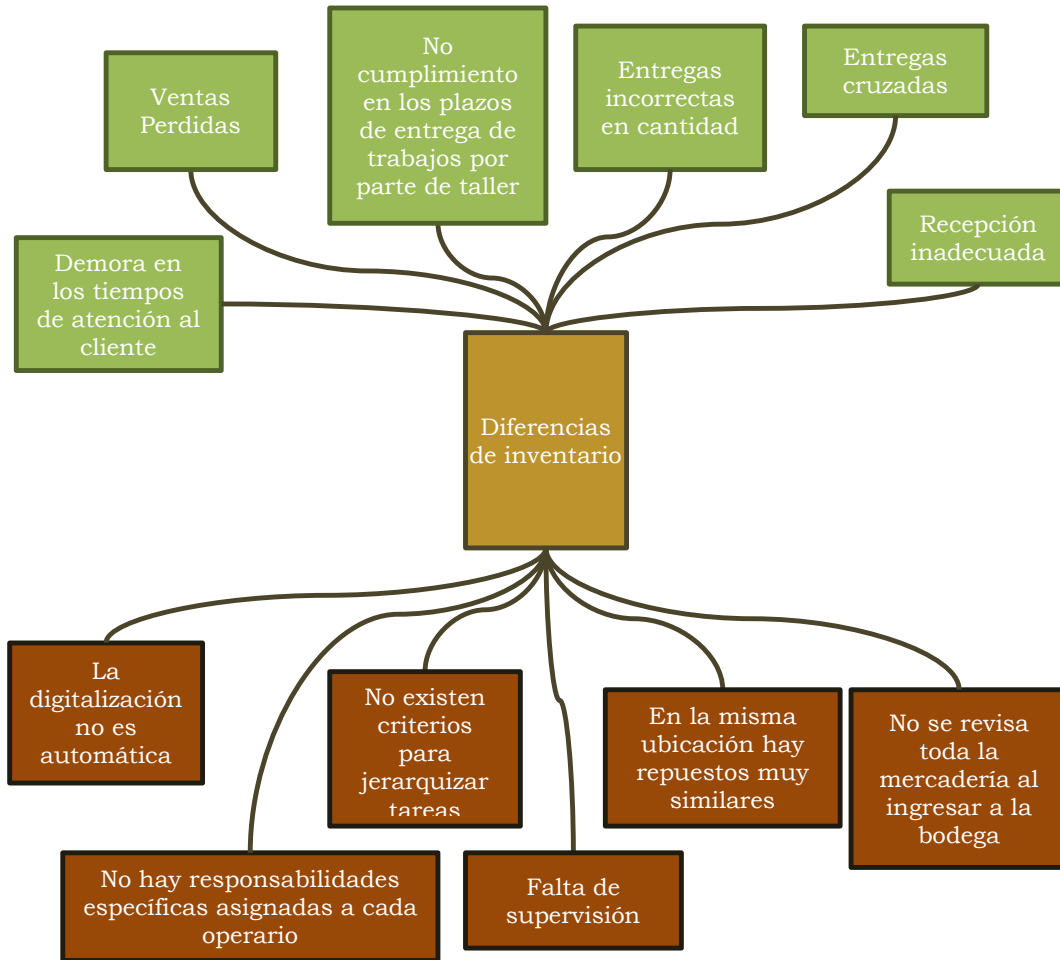 Ventas
Perdidas
No
cumplimiento
en los plazos
de entrega de
trabajos por
parte de taller
Entregas
incorrectas
en cantidad
Entregas
cruzadas
Demora en
los tiempos
de atención al
cliente
Recepción
inadecuada
Diferencias
de inventario
La
digitalización
no es
automática
No existen
criterios
para
jerarquizar
tareas
En la misma
ubicación hay
repuestos muy
similares
No se revisa
toda la
mercadería al
ingresar a la
bodega
No hay responsabilidades
específicas asignadas a cada
operario
Falta de
supervisión